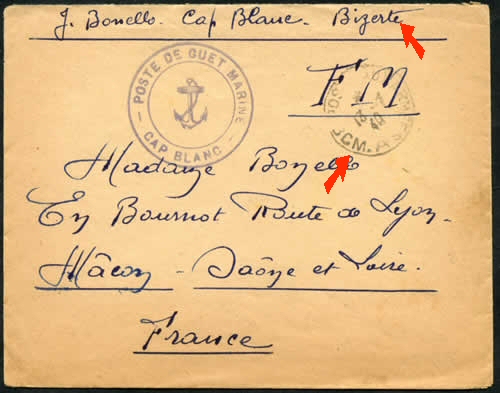 J. Bonello. Cap Blanc. Bizerte
POSTE DE GUET MARINE
- CAP BLANC -
FM
Madame Bonello
En Bournot Route de Lyon.
Mâcon - Saône et Loire.
France